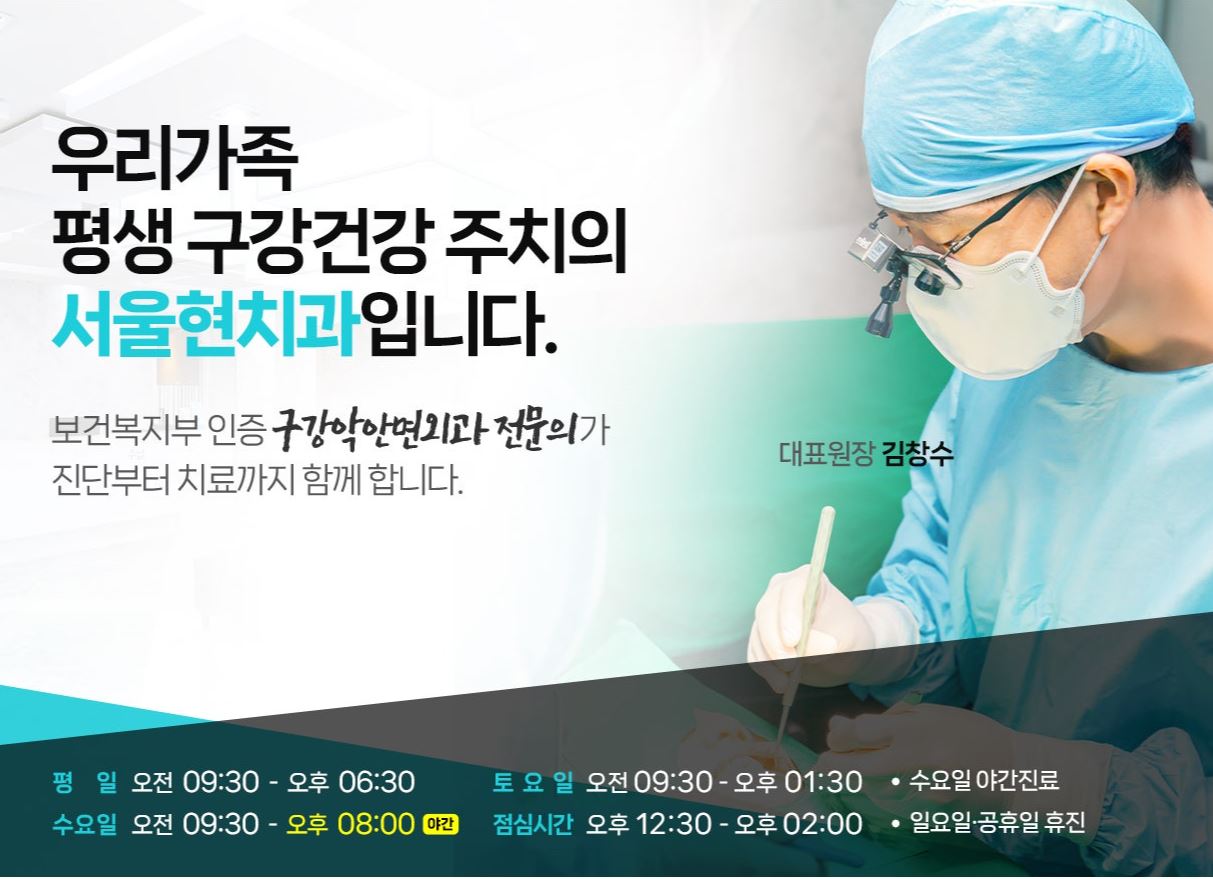 우리가족
평생 구강건강 주치의
서울현치과입니다.
보건복지부 인증 구강악안면외과 전문의가
진단부터 치료까지 함께 합니다.
대표원장 김창수
평 일 오전 09:30 - 오후 06:30
수요일 오전 09:30 - 오후 08:00 야간
토 요 일 오전 09:30 - 오후 01:30
점심시간 오후 12:30 - 오후 02:00
• 수요일 야간진료
• 일요일·공휴일 휴진